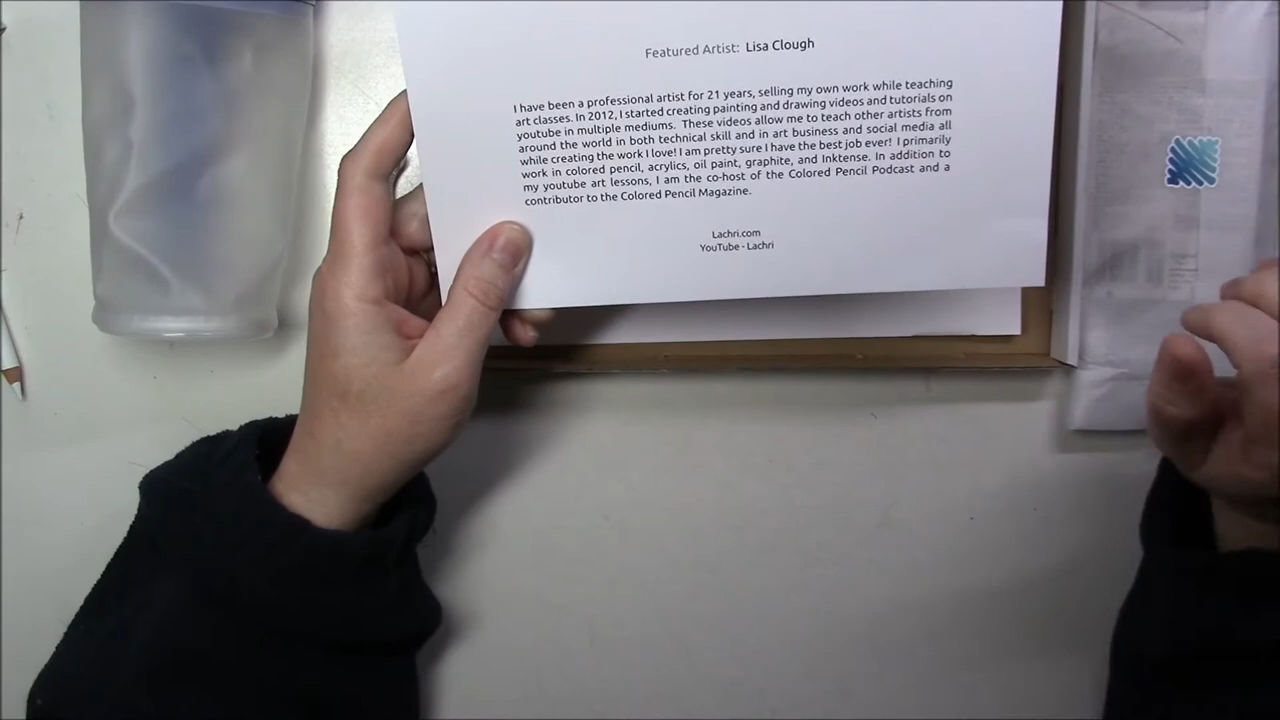 Featured Artist: Lisa Clough
I have been a professional artist for 21 years, selling my own work while teaching
art classes. In 2012, I started creating painting and drawing videos and tutorials on
youtube in multiple mediums. These videos allow me to teach other artists from
around the world in both technical skill and in art business and social media all
while creating the work I love! I am pretty sure I have the best job ever! I primarily
work in colored pencil, acrylics, oil paint, graphite, and Inktense. In addition to
my youtube art lessons, I am the co-host of the Colored Pencil Podcast and a
contributor to the Colored Pencil Magazine.
Lachri.com
YouTube - Lachri